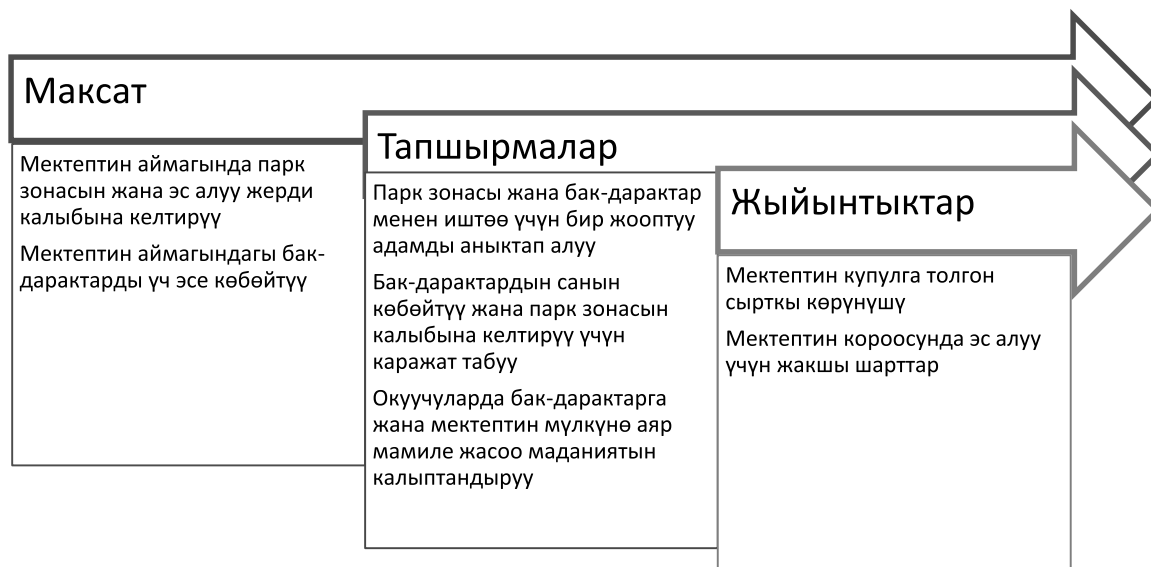 Максат
Мектептин аймагында парк
зонасын жана эс алуу жерди
калыбына келтирүү
Мектептин аймагындагы бак-
дарактарды үч эсе көбөйтүү
Тапшырмалар
Парк зонасы жана бак-дарактар
менен иштөө үчүн бир жооптуу
адамды аныктап алуу
Бак-дарактардын санын
көбөйтүү жана парк зонасын
калыбына келтирүү үчүн
каражат табуу
Окуучуларда бак-дарактарга
жана мектептин мүлкүнө аяр
мамиле жасоо маданиятын
калыптандыруу
Жыйынтыктар
Мектептин купулга толгон
сырткы көрүнүшү
Мектептин короосунда эс алуу
үчүн жакшы шарттар